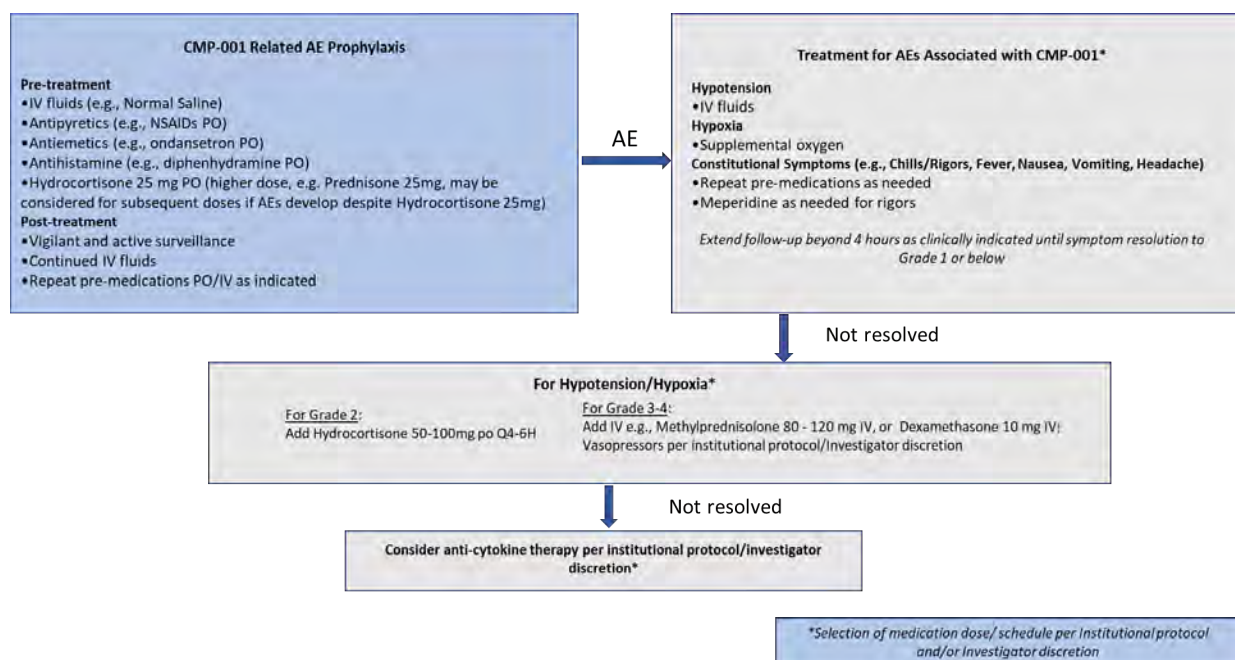 CMP-001 Related AE Prophylaxis
Pre-treatment
•IV fluids (e.g., Normal Saline)
•Antipyretics (e.g., NSAIDs PO)
•Antiemetics (e.g., ondansetron PO)
•Antihistamine (e.g., diphenhydramine PO)
•Hydrocortisone 25 mg PO (higher dose, e.g. Prednisone 25mg, may be
considered for subsequent doses if AEs develop despite Hydrocortisone 25mg)
Post-treatment
•Vigilant and active surveillance
•Continued IV fluids
•Repeat pre-medications PO/IV as indicated
AE
Treatment for AEs Associated with CMP-001*
Hypotension
•IV fluids
Hypoxia
•Supplemental oxygen
Constitutional Symptoms (e.g., Chills/Rigors, Fever, Nausea, Vomiting, Headache)
•Repeat pre-medications as needed
•Meperidine as needed for rigors
Extend follow-up beyond 4 hours as clinically indicated until symptom resolution to
Grade 1 or below
Not resolved
For Hypotension/Hypoxia*
For Grade 2:
Add Hydrocortisone 50-100mg po Q4-6H
For Grade 3-4:
Add IV e.g., Methylprednisolone 80 - 120 mg IV, or Dexamethasone 10 mg IV;
Vasopressors per institutional protocol/Investigator discretion
Not resolved
Consider anti-cytokine therapy per institutional protocol/investigator
discretion*
*Selection of medication dose/ schedule per Institutional protocol
and/or Investigator discretion